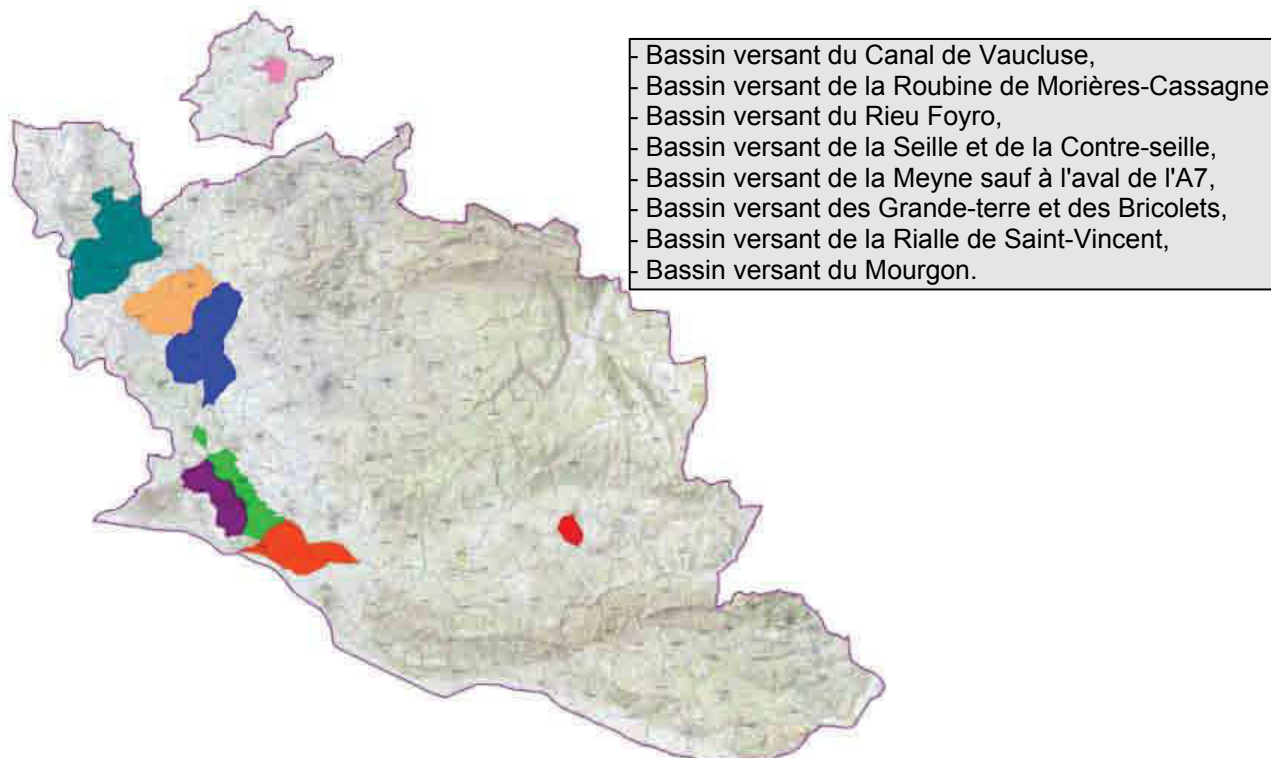 - Bassin versant du Canal de Vaucluse,
- Bassin versant de la Roubine de Morières-Cassagne
- Bassin versant du Rieu Foyro,
- Bassin versant de la Seille et de la Contre-seille,
- Bassin versant de la Meyne sauf à l'aval de l'A7,
- Bassin versant des Grande-terre et des Bricolets,
- Bassin versant de la Rialle de Saint-Vincent,
- Bassin versant du Mourgon.